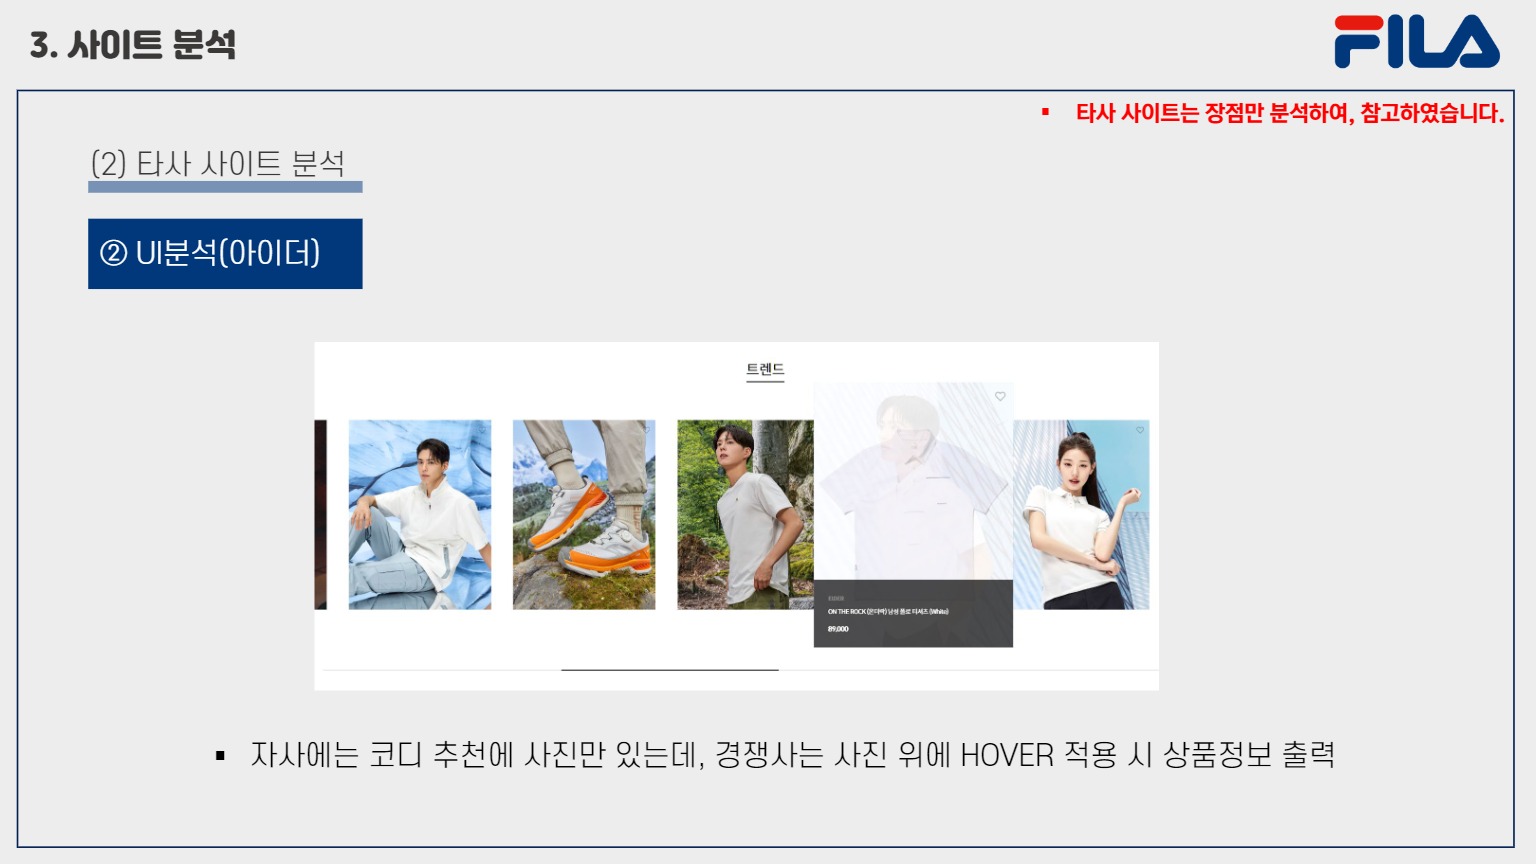 3. 사이트 분석
FILA
▪ 타사 사이트는 장점만 분석하여, 참고하였습니다.
(2) 타사 사이트 분석
② UI분석(아이더)
트렌드
EIDER
ON THE ROCK (온더락) 남성 폴로 티셔츠 (White)
89,000
▪ 자사에는 코디 추천에 사진만 있는데, 경쟁사는 사진 위에 HOVER 적용 시 상품정보 출력